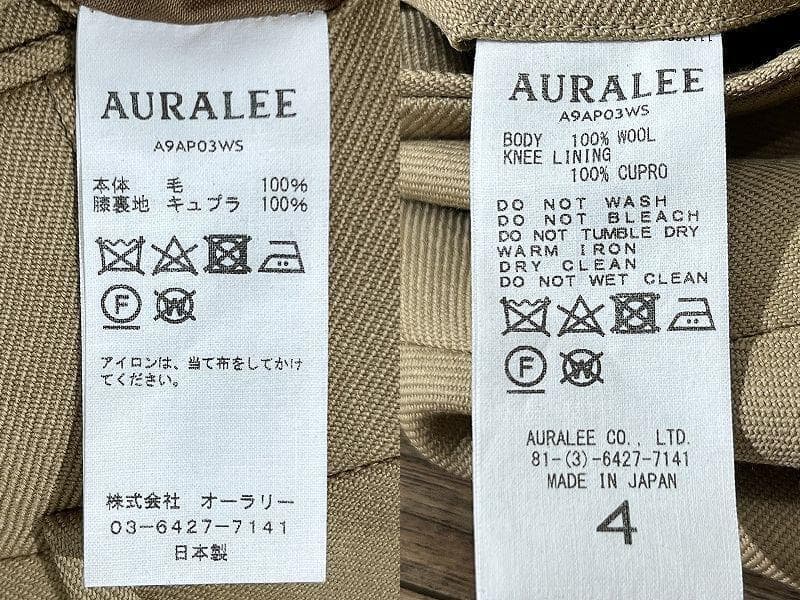 AURALEE
A9AP03WS
本体 毛 100%
膝裏地 キュプラ 100%
F W
アイロンは、当て布をしてかけ
てください。
株式会社 オーラリー
03-6427-7141
日本製
AURALEE
A9AP03WS
BODY 100% WOOL
KNEE LINING
100% CUPRO
DO NOT WASH
DO NOT BLEACH
DO NOT TUMBLE DRY
WARM IRON
DRY CLEAN
DO NOT WET CLEAN
F W
AURALEE CO., LTD.
81-(3)-6427-7141
MADE IN JAPAN
4